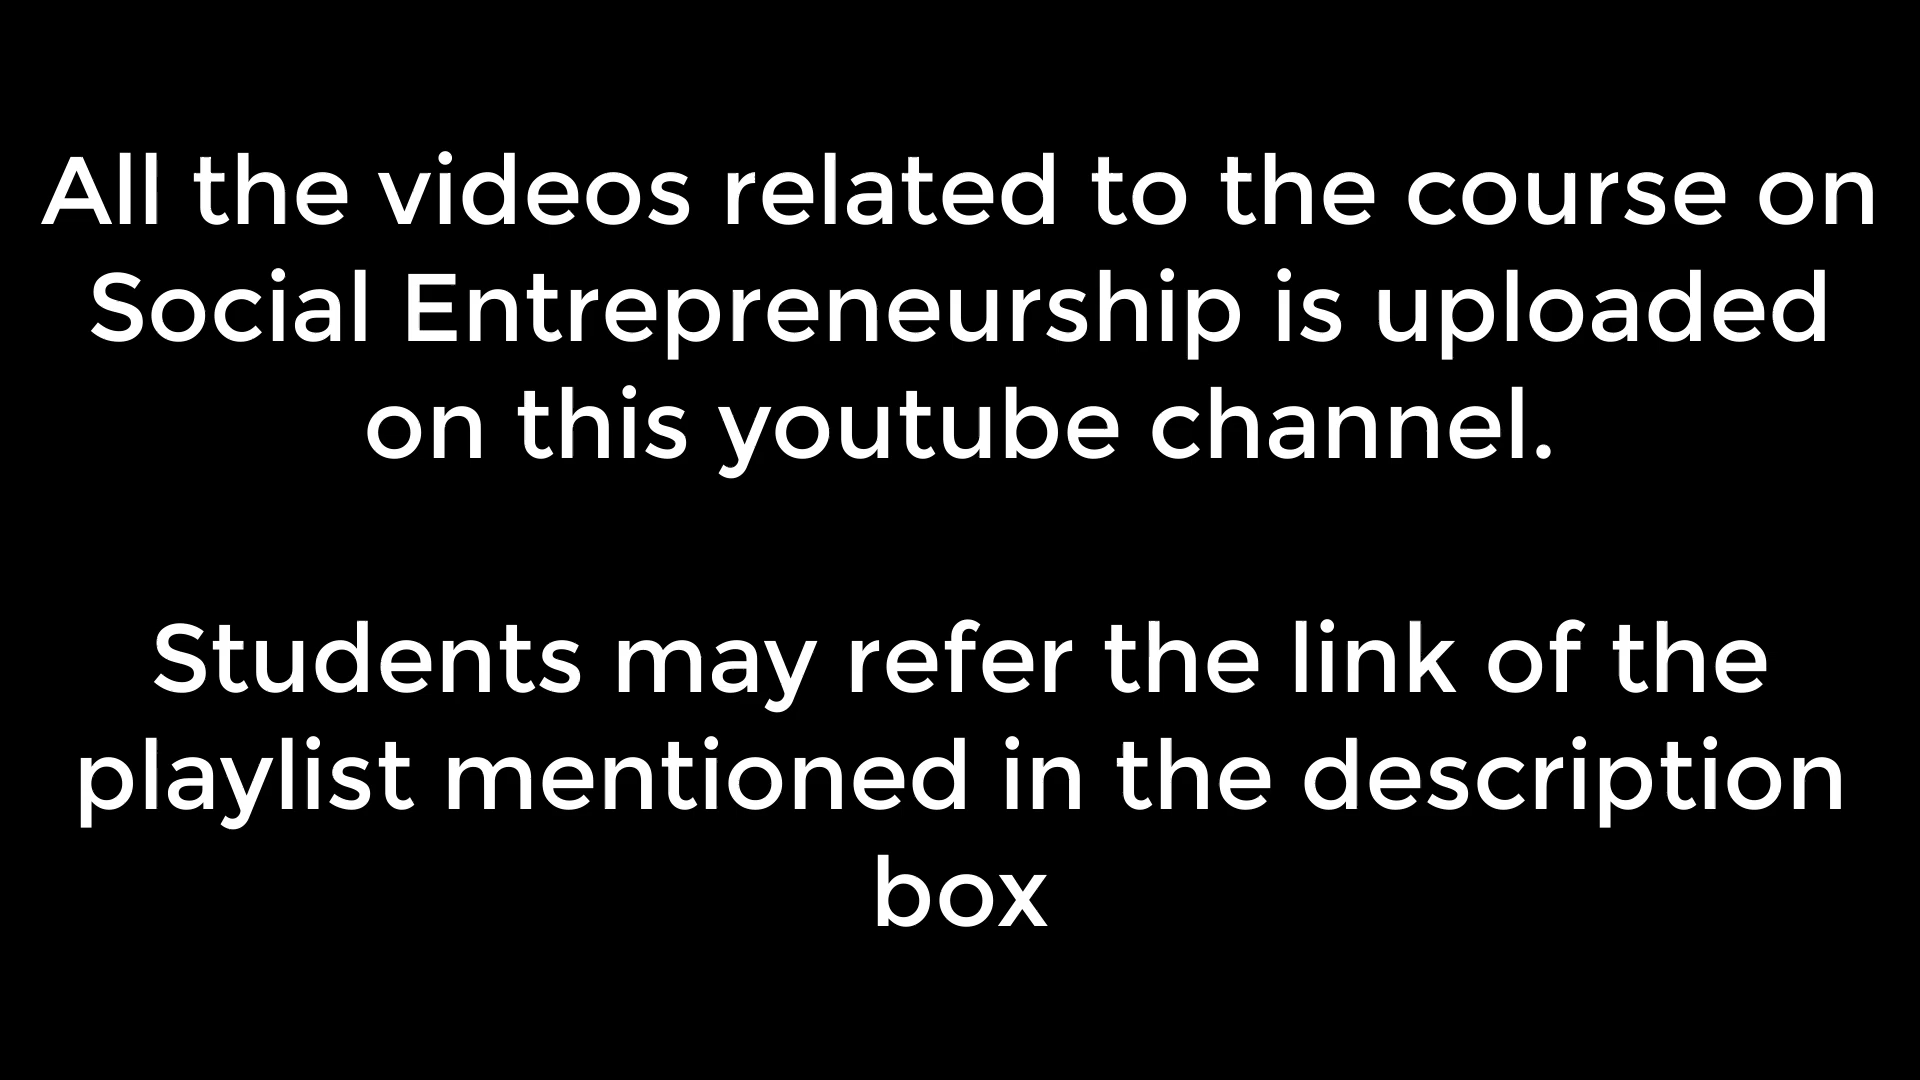 All the videos related to the course on
Social Entrepreneurship is uploaded
on this youtube channel.
Students may refer the link of the
playlist mentioned in the description
box